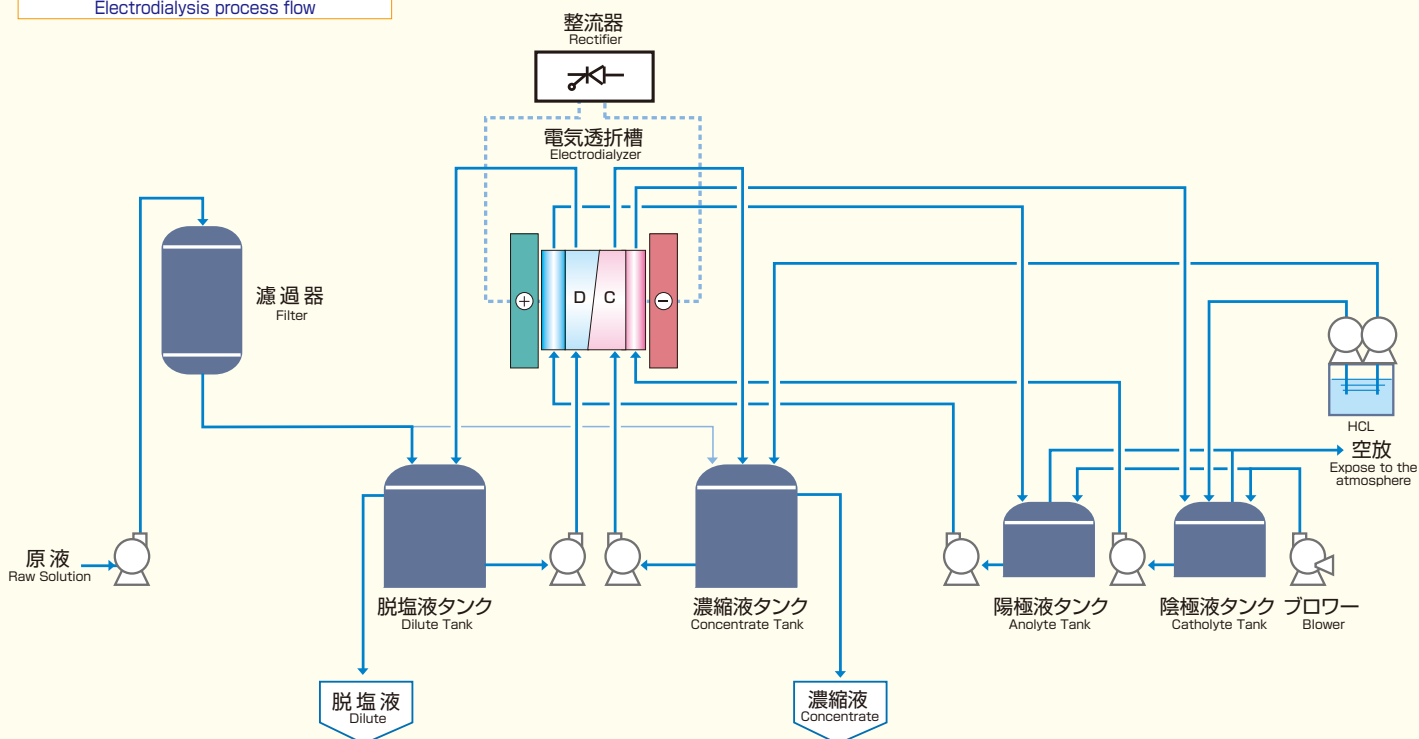 Electrodialysis process flow
整流器
Rectifier
電気透折槽
Electrodialyzer
濾過器
Filter
+
D
C
−
HCL
空放
Expose to the
atmosphere
原液
Raw Solution
脱塩液タンク
Dilute Tank
濃縮液タンク
Concentrate Tank
陽極液タンク
Anolyte Tank
陰極液タンク
Catholyte Tank
ブロワー
Blower
脱塩液
Dilute
濃縮液
Concentrate